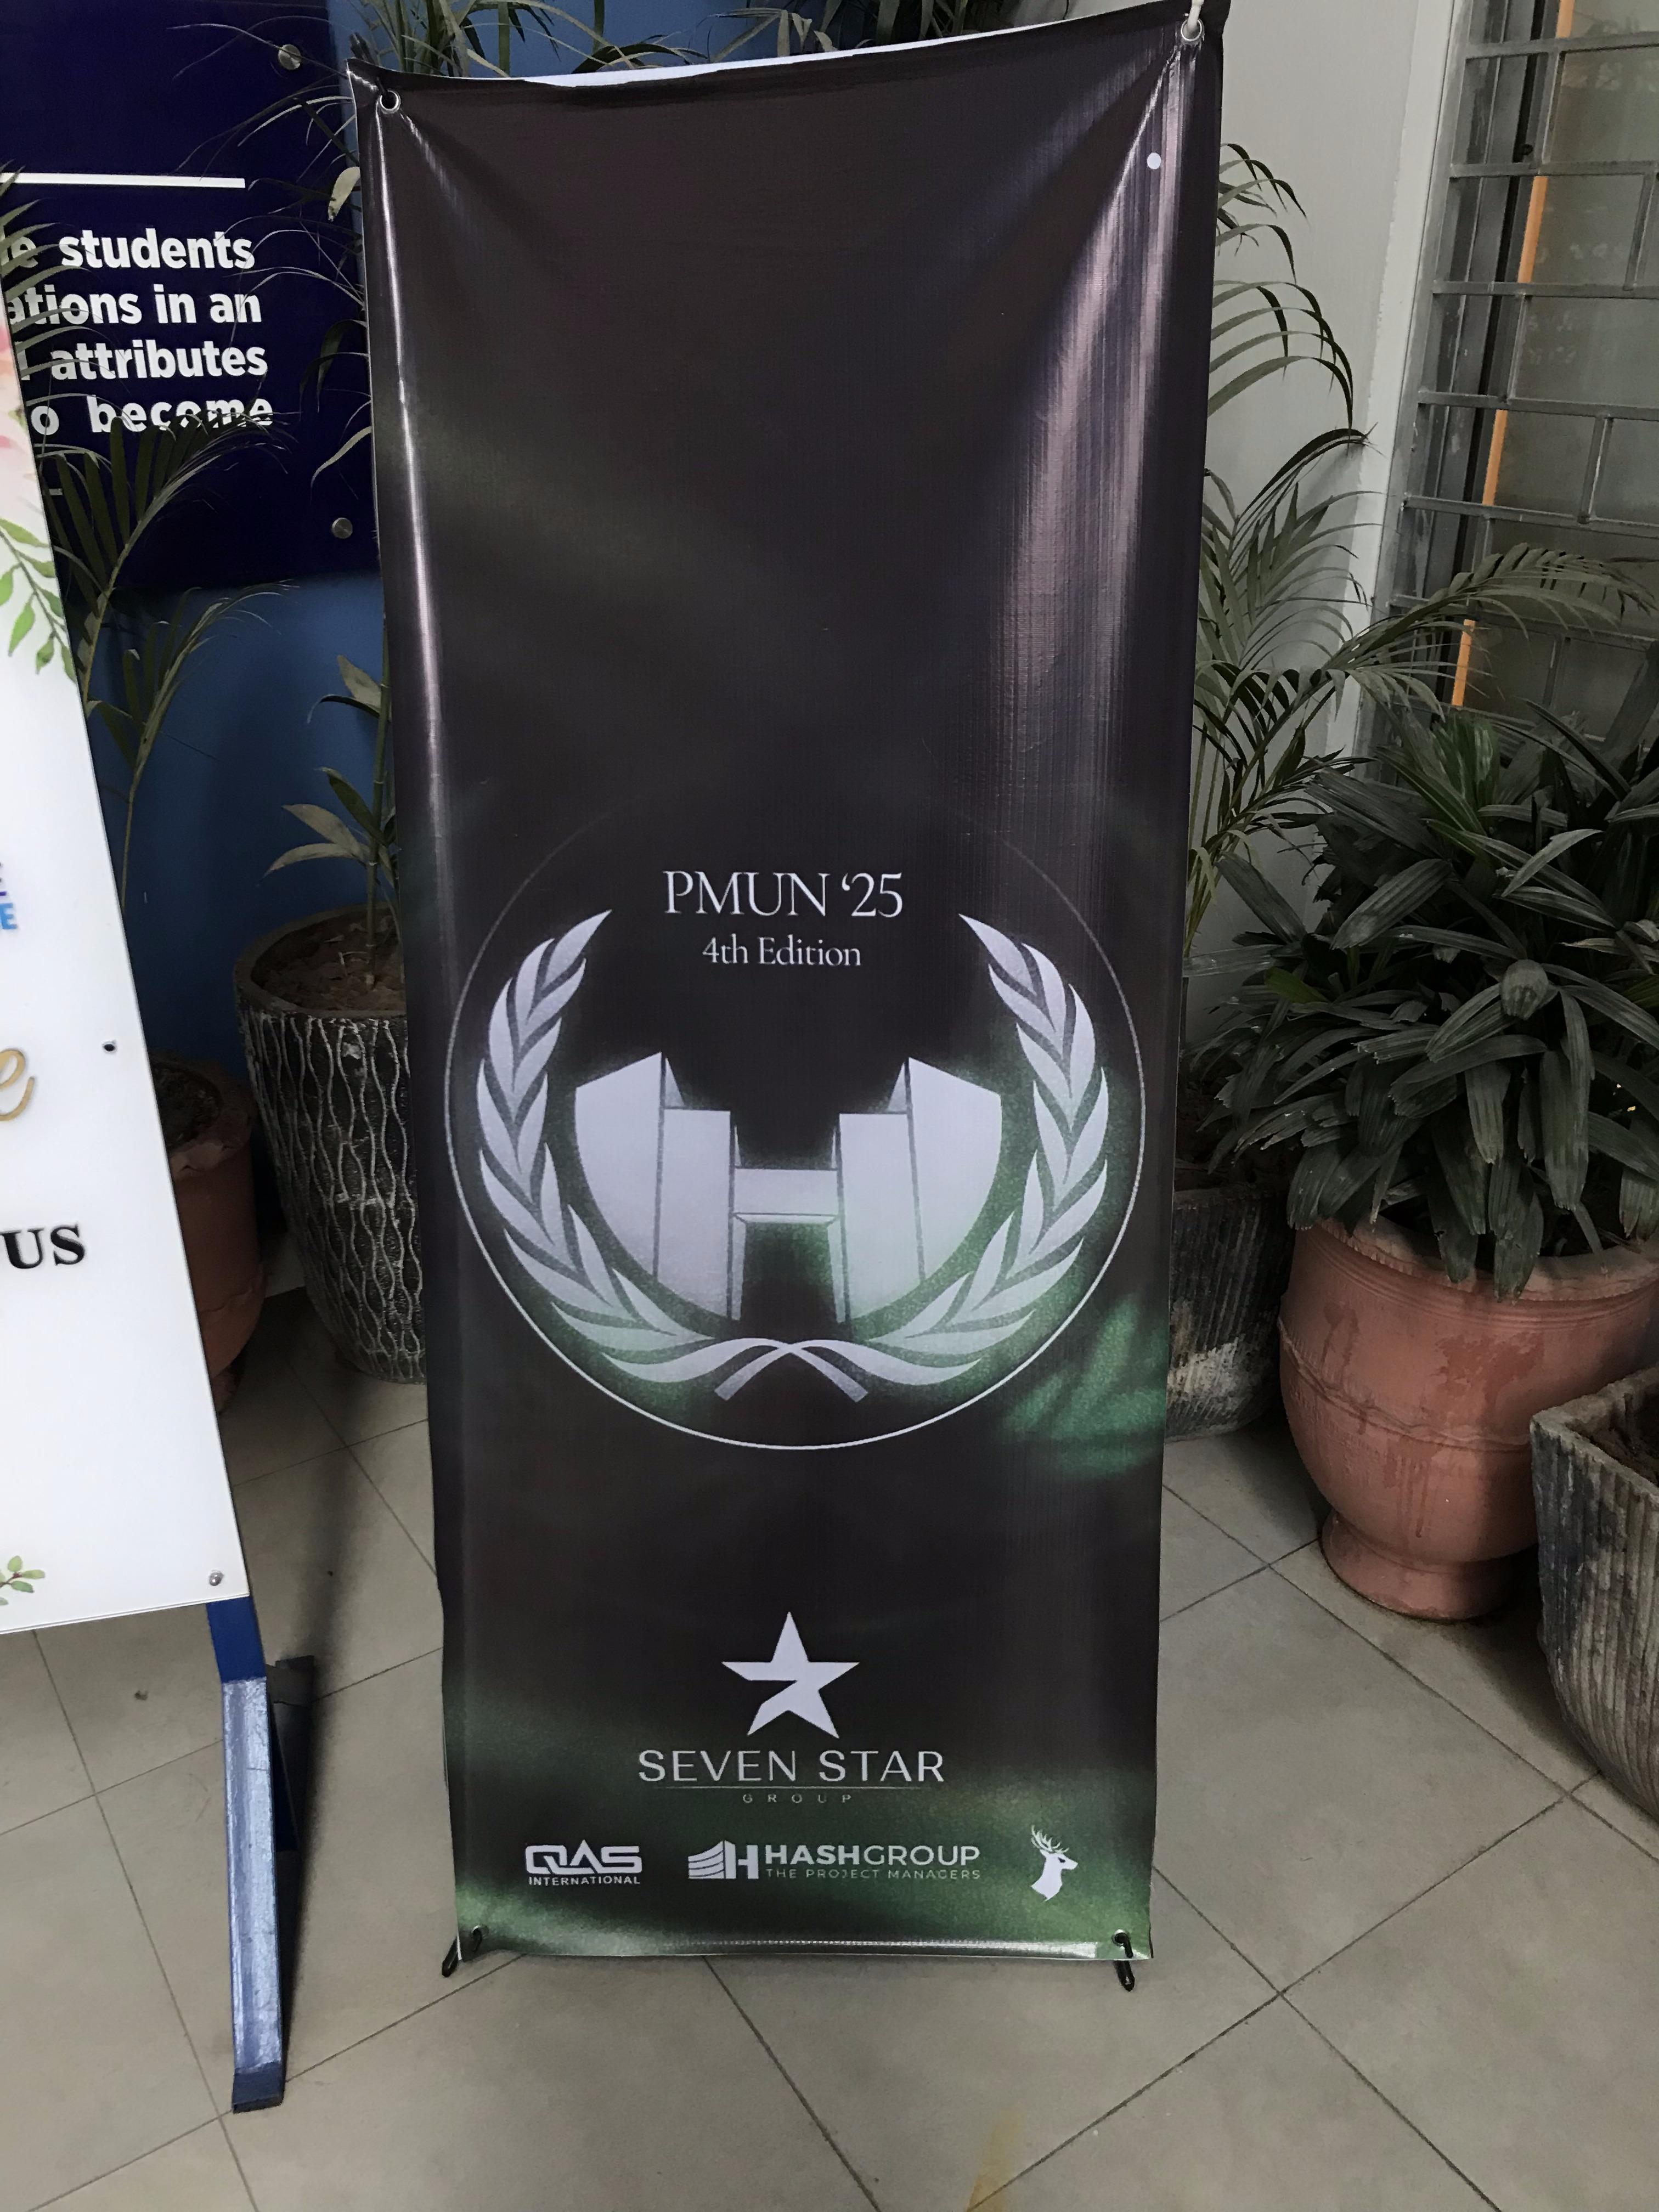 students
ations in an
attributes
become
US
PMUN ‘25
4th Edition
SEVEN STAR
GROUP
QAS
INTERNATIONAL
HASHGROUP
THE PROJECT MANAGERS